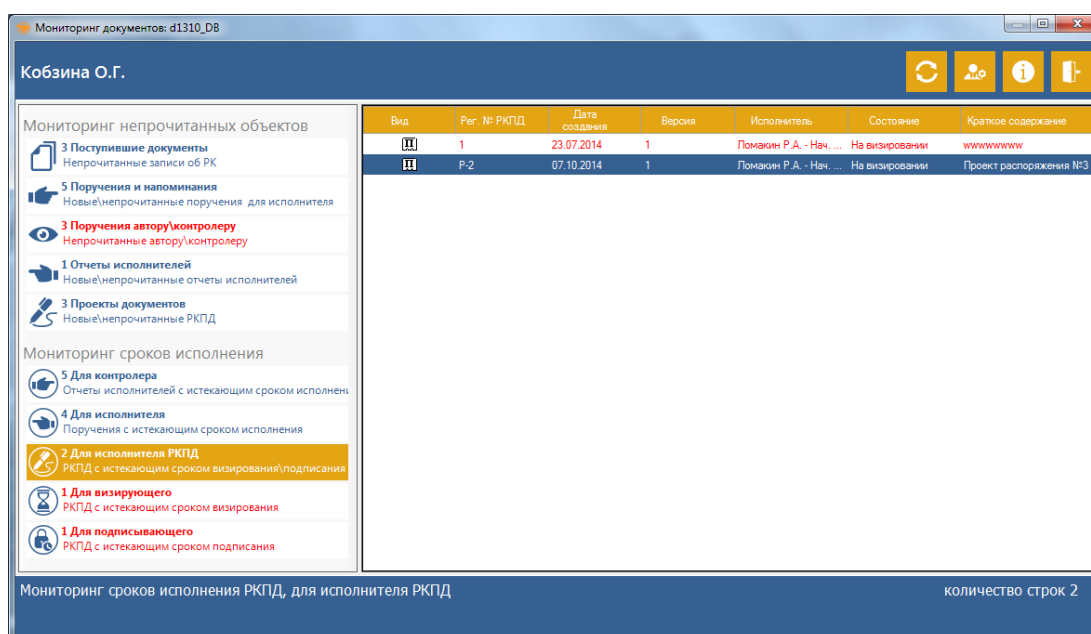 Мониторинг документов: d1310_DB
Кобзина О.Г.
Мониторинг непрочитанных объектов
3 Поступившие документы
Непрочитанные записи об РК
5 Поручения и напоминания
Новые\непрочитанные поручения для исполнителя
3 Поручения автору\контролеру
Непрочитанные автору\контролеру
1 Отчеты исполнителей
Новые\непрочитанные отчеты исполнителей
3 Проекты документов
Новые\непрочитанные РКПД
Мониторинг сроков исполнения
5 Для контролера
Отчеты исполнителей с истекающим сроком исполнени
4 Для исполнителя
Поручения с истекающим сроком исполнения
2 Для исполнителя РКПД
РКПД с истекающим сроком визирования\подписания
1 Для визирующего
РКПД с истекающим сроком визирования
1 Для подписывающего
РКПД с истекающим сроком подписания
Вид Рег. № РКПД Дата создания Версия Исполнитель Состояние Краткое содержание
П 1 23.07.2014 1 Ломакин Р.А. - Нач. ... На визировании wwwwwwww
П Р-2 07.10.2014 1 Ломакин Р.А. - Нач. ... На визировании Проект распоряжения №3
Мониторинг сроков исполнения РКПД, для исполнителя РКПД
количество строк 2